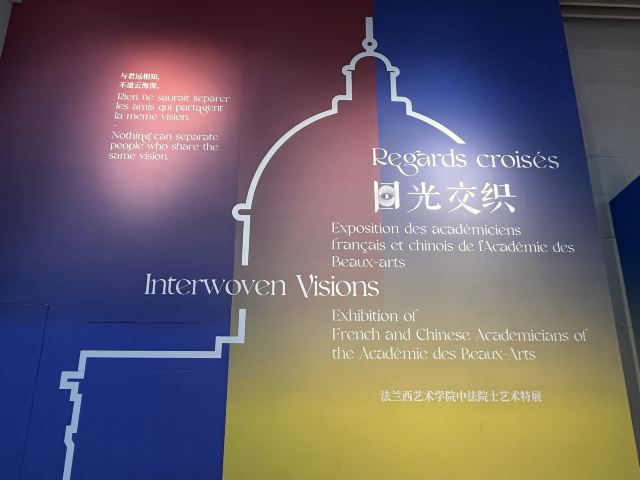 与君远相知，
不道云海深。
Rien ne saurait séparer
les amis qui partagent
la meme vision.
Nothing can separate
people who share the
same vision.
Regards croisés
目光交织
Exposition des académiciens
français et chinois de l'Académie des
Beaux-arts
Interwoven Visions
Exhibition of
French and Chinese Academicians of
the Académie des Beaux-Arts
法兰西艺术学院中法院士艺术特展